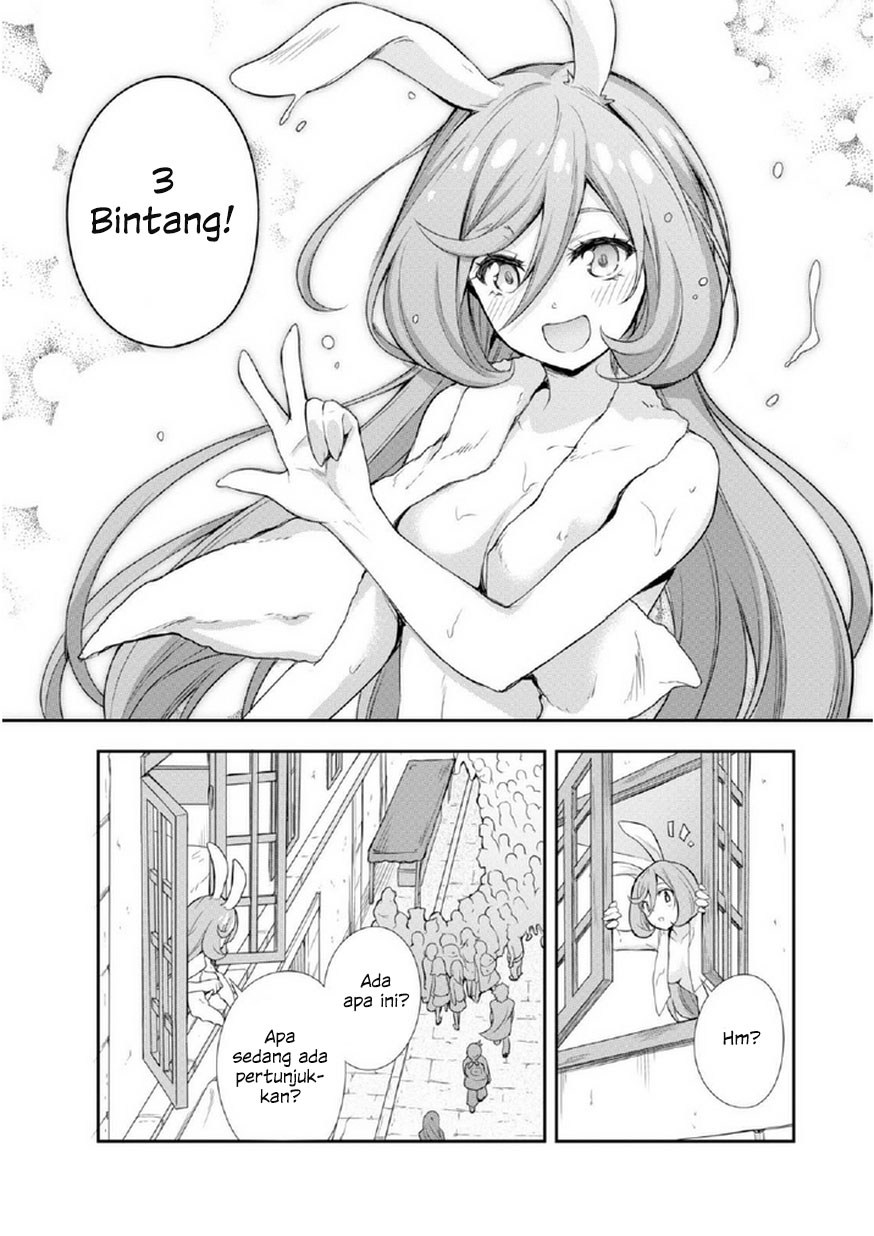 3
Bintang!
Hm?
Ada
apa ini?
Apa
sedang ada
pertunjuk-
kan?